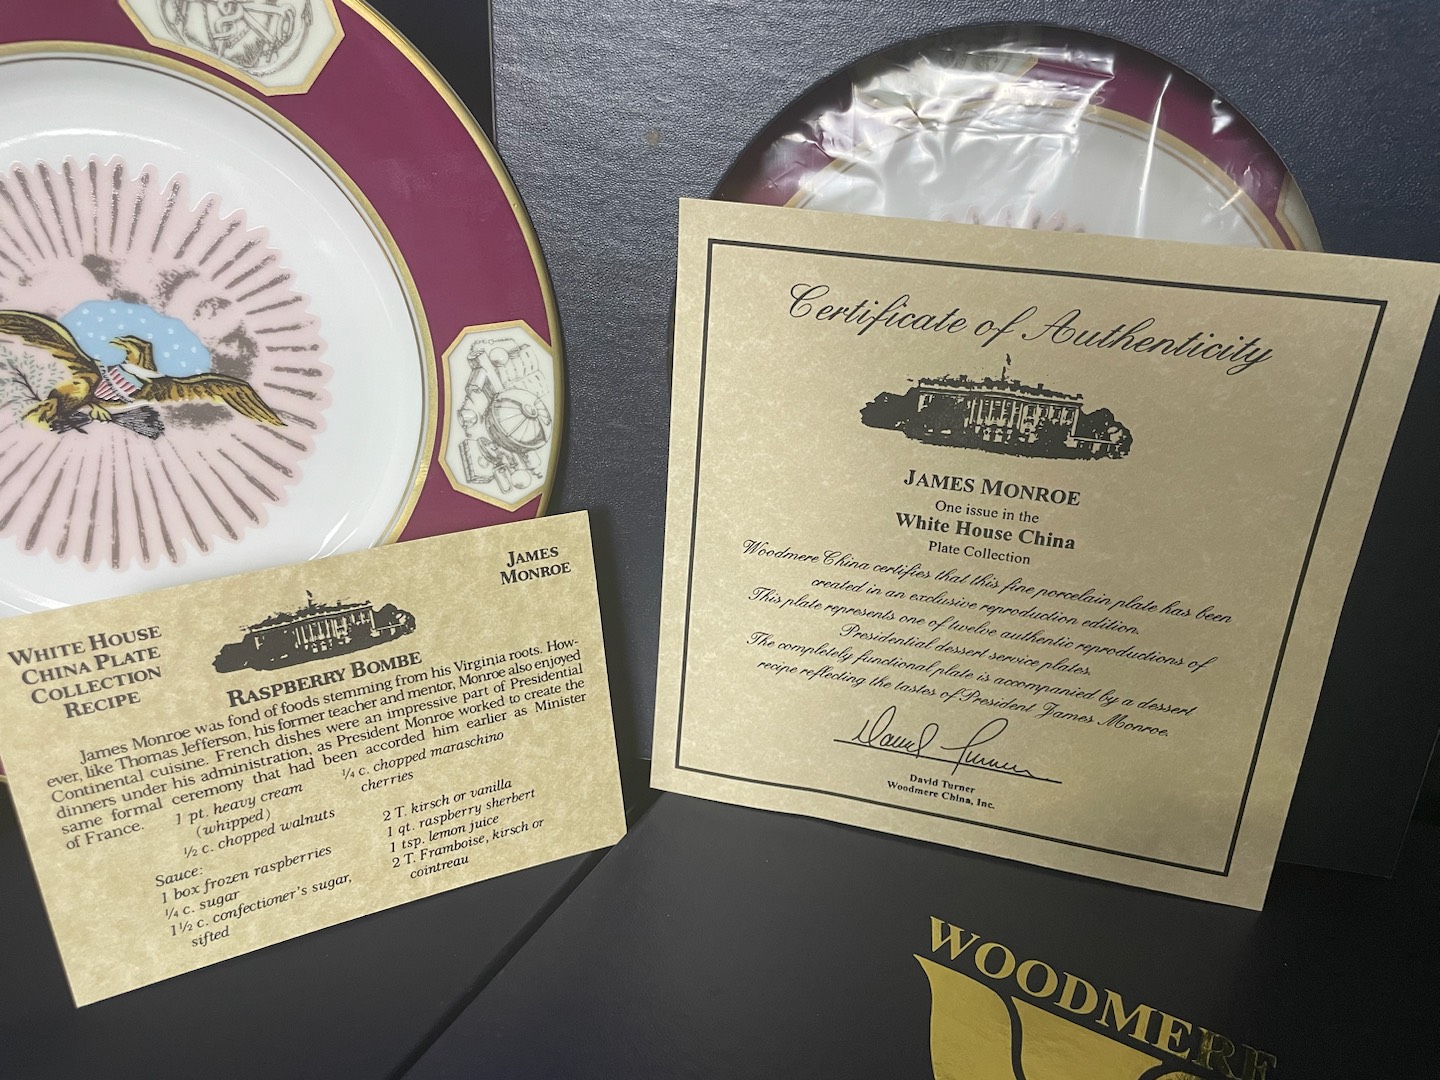 JAMES
MONROE
WHITE HOUSE
CHINA PLATE
COLLECTION
RECIPE
RASPBERRY BOMBE
James Monroe was fond of foods stemming from his Virginia roots. How-
ever, like Thomas Jefferson, his former teacher and mentor, Monroe also enjoyed
Continental cuisine. French dishes were an impressive part of Presidential
dinners under his administration, as President Monroe worked to create the
same formal ceremony that had been accorded him earlier as Minister
of France.
1 pt. heavy cream
(whipped)
½ c. chopped walnuts
¼ c. chopped maraschino
cherries
Sauce:
1 box frozen raspberries
¼ c. sugar
1½ c. confectioner's sugar,
sifted
2 T. kirsch or vanilla
1 qt. raspberry sherbert
1 tsp. lemon juice
2 T. Framboise, kirsch or
cointreau
Certificate of Authenticity
JAMES MONROE
One issue in the
White House China
Plate Collection
Woodmere China certifies that this fine porcelain plate has been
created in an exclusive reproduction edition.
This plate represents one of twelve authentic reproductions of
Presidential dessert service plates.
The completely functional plate is accompanied by a dessert
recipe reflecting the tastes of President James Monroe.
David Turner
David Turner
Woodmere China, Inc.
WOODMERE